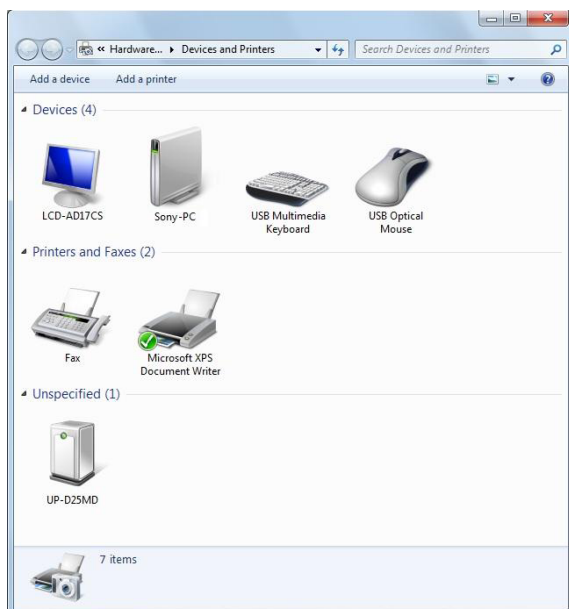 « Hardware... ▸ Devices and Printers
Search Devices and Printers
Add a device Add a printer
Devices (4)
LCD-AD17CS
Sony-PC
USB Multimedia
Keyboard
USB Optical
Mouse
Printers and Faxes (2)
Fax
Microsoft XPS
Document Writer
Unspecified (1)
UP-D25MD
7 items